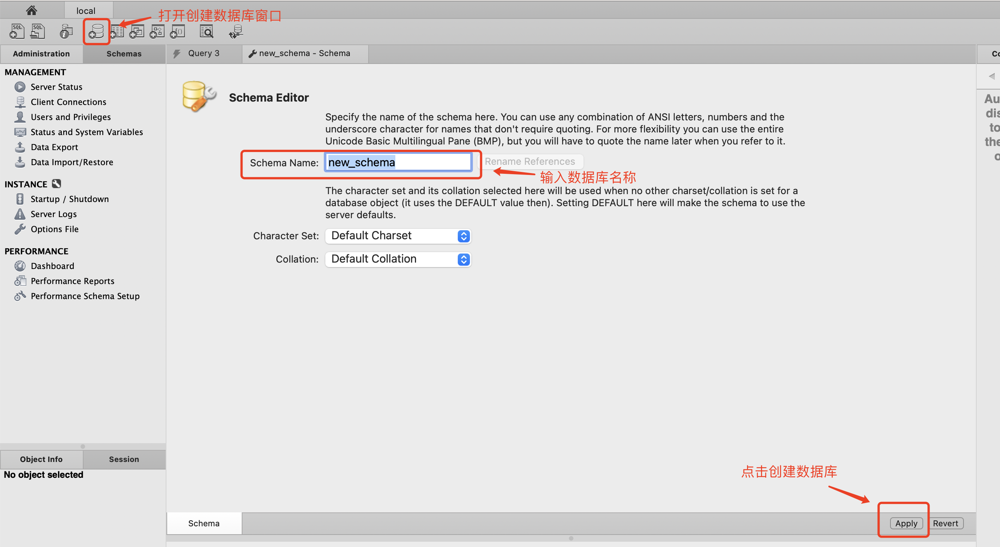 local
打开创建数据库窗口
SQL
SQL
f()
Administration
Schemas
Query 3
new_schema - Schema
MANAGEMENT
Server Status
Client Connections
Users and Privileges
Status and System Variables
Data Export
Data Import/Restore
INSTANCE
Startup / Shutdown
Server Logs
Options File
PERFORMANCE
Dashboard
Performance Reports
Performance Schema Setup
Object Info
Session
No object selected
Schema Editor
Specify the name of the schema here. You can use any combination of ANSI letters, numbers and the
underscore character for names that don't require quoting. For more flexibility you can use the entire
Unicode Basic Multilingual Pane (BMP), but you will have to quote the name later when you refer to it.
Schema Name:
new_schema
Rename References
输入数据库名称
The character set and its collation selected here will be used when no other charset/collation is set for a
database object (it uses the DEFAULT value then). Setting DEFAULT here will make the schema to use the
server defaults.
Character Set:
Default Charset
Collation:
Default Collation
点击创建数据库
Schema
Apply
Revert
to